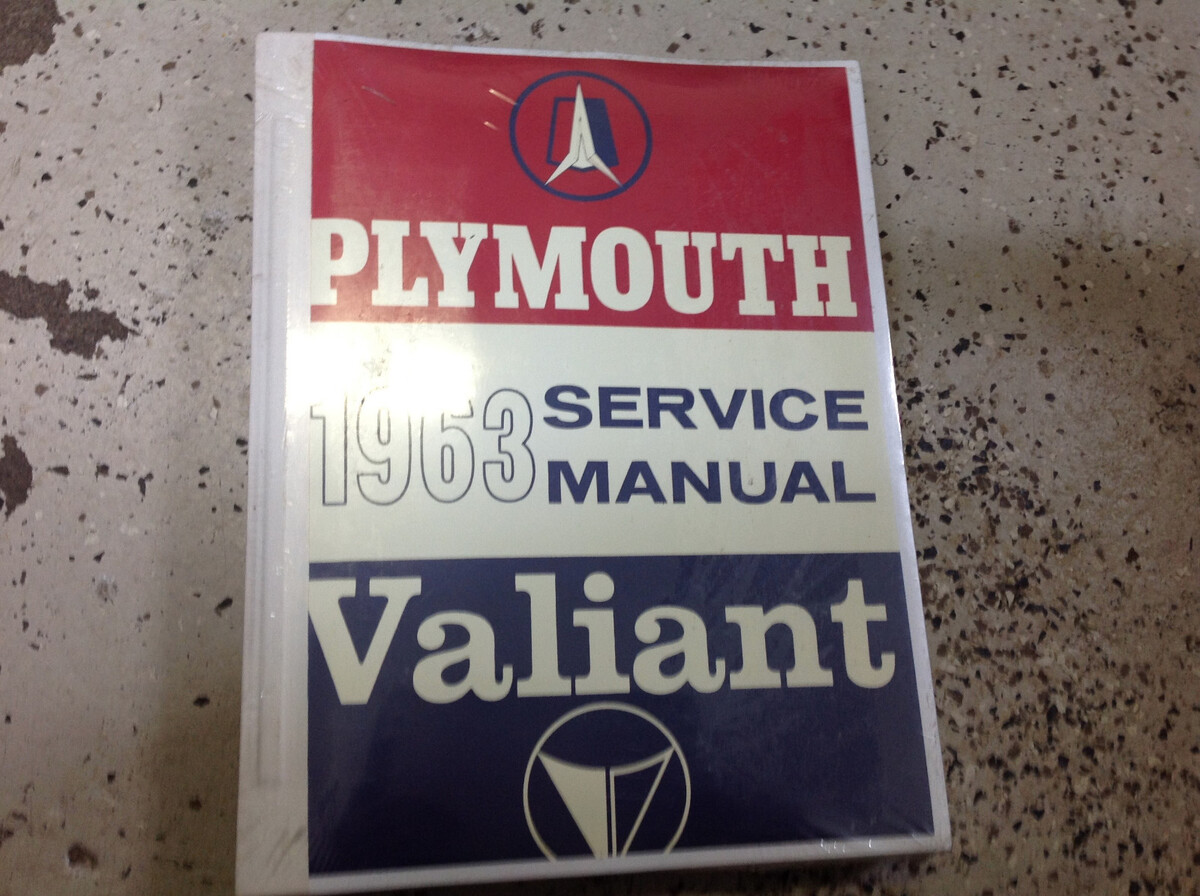 PLYMOUTH
1963 SERVICE
MANUAL
Valiant